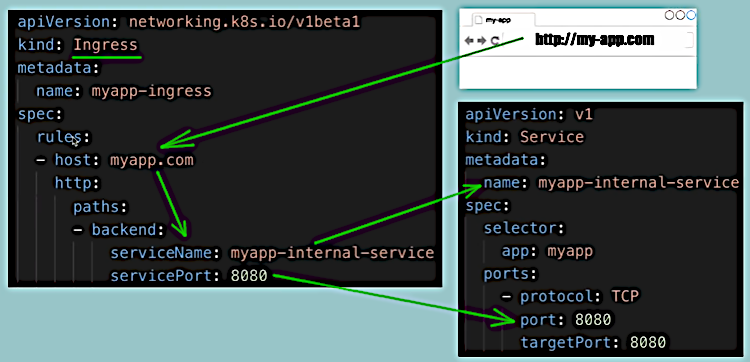 apiVersion: networking.k8s.io/v1beta1
kind: Ingress
metadata:
name: myapp-ingress
spec:
rules:
- host: myapp.com
http:
paths:
- backend:
serviceName: myapp-internal-service
servicePort: 8080
my-app
http://my-app.com
apiVersion: v1
kind: Service
metadata:
name: myapp-internal-service
spec:
selector:
app: myapp
ports:
- protocol: TCP
port: 8080
targetPort: 8080